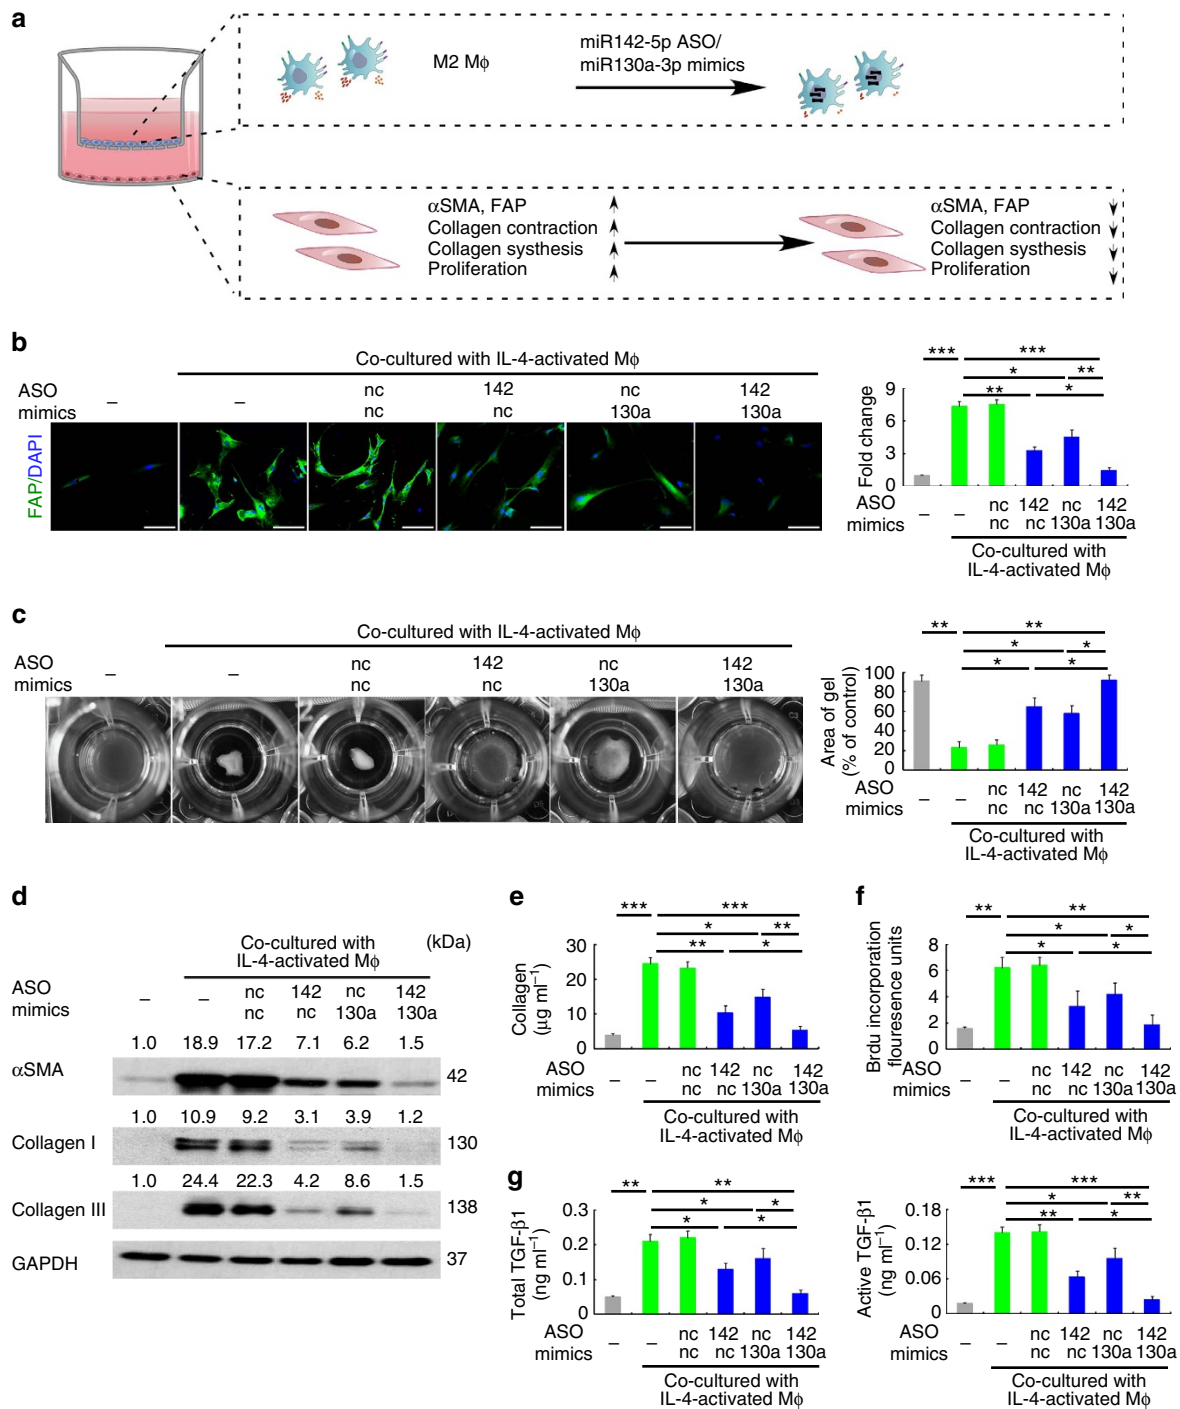 a
M2 Mϕ
miR142-5p ASO/
miR130a-3p mimics
αSMA, FAP
Collagen contraction
Collagen systhesis
Proliferation
αSMA, FAP
Collagen contraction
Collagen systhesis
Proliferation
b
Co-cultured with IL-4-activated Mϕ
ASO nc 142 nc 142
mimics – – nc nc 130a 130a
FAP/DAPI
*** ***
* **
** *
Fold change
9
6
3
0
ASO nc 142 nc 142
mimics – – nc nc 130a 130a
Co-cultured with
IL-4-activated Mϕ
c
Co-cultured with IL-4-activated Mϕ
ASO nc 142 nc 142
mimics – – nc nc 130a 130a
** **
* *
* *
Area of gel
(% of control)
100
80
60
40
20
0
ASO nc 142 nc 142
mimics – – nc nc 130a 130a
Co-cultured with
IL-4-activated Mϕ
d
Co-cultured with
IL-4-activated Mϕ
(kDa)
ASO nc 142 nc 142
mimics – – nc nc 130a 130a
1.0 18.9 17.2 7.1 6.2 1.5
αSMA 42
1.0 10.9 9.2 3.1 3.9 1.2
Collagen I 130
1.0 24.4 22.3 4.2 8.6 1.5
Collagen III 138
GAPDH 37
e
*** ***
* **
** *
Collagen
(μg ml⁻¹)
30
20
10
0
ASO nc 142 nc 142
mimics – – nc nc 130a 130a
Co-cultured with
IL-4-activated Mϕ
f
** **
* *
* *
Brdu incorporation
flouresence units
8
6
4
2
0
ASO nc 142 nc 142
mimics – – nc nc 130a 130a
Co-cultured with
IL-4-activated Mϕ
g
** **
* *
* *
Total TGF-β1
(ng ml⁻¹)
0.3
0.2
0.1
0
ASO nc 142 nc 142
mimics – – nc nc 130a 130a
Co-cultured with
IL-4-activated Mϕ
*** ***
* **
** *
Active TGF-β1
(ng ml⁻¹)
0.18
0.12
0.06
0
ASO nc 142 nc 142
mimics – – nc nc 130a 130a
Co-cultured with
IL-4-activated Mϕ